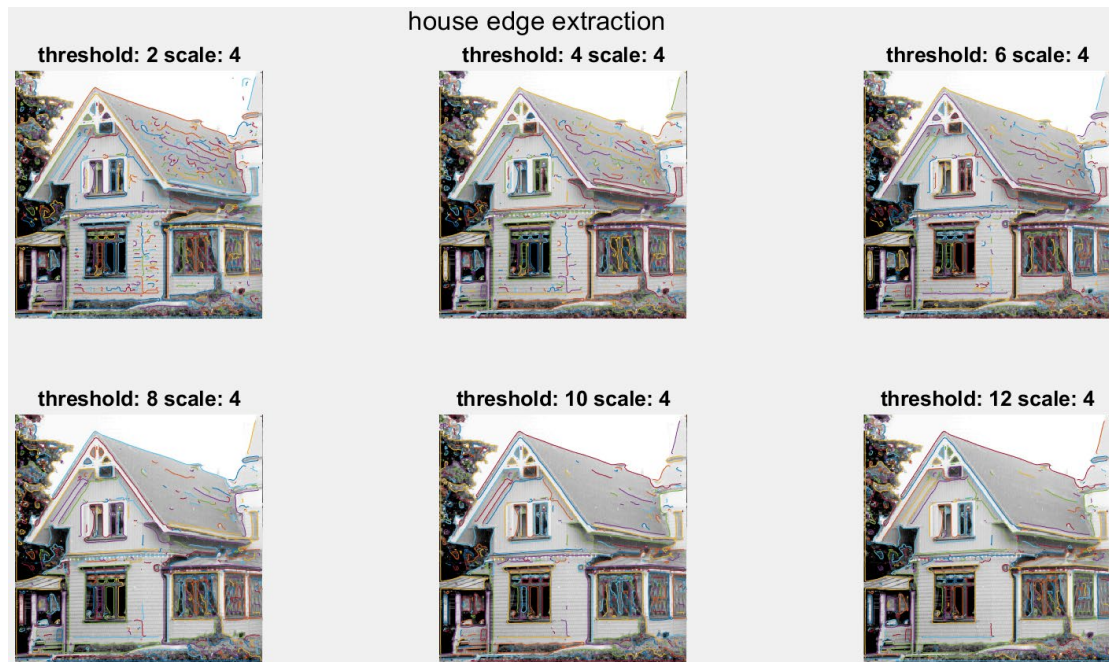 house edge extraction
threshold: 2 scale: 4
threshold: 4 scale: 4
threshold: 6 scale: 4
threshold: 8 scale: 4
threshold: 10 scale: 4
threshold: 12 scale: 4